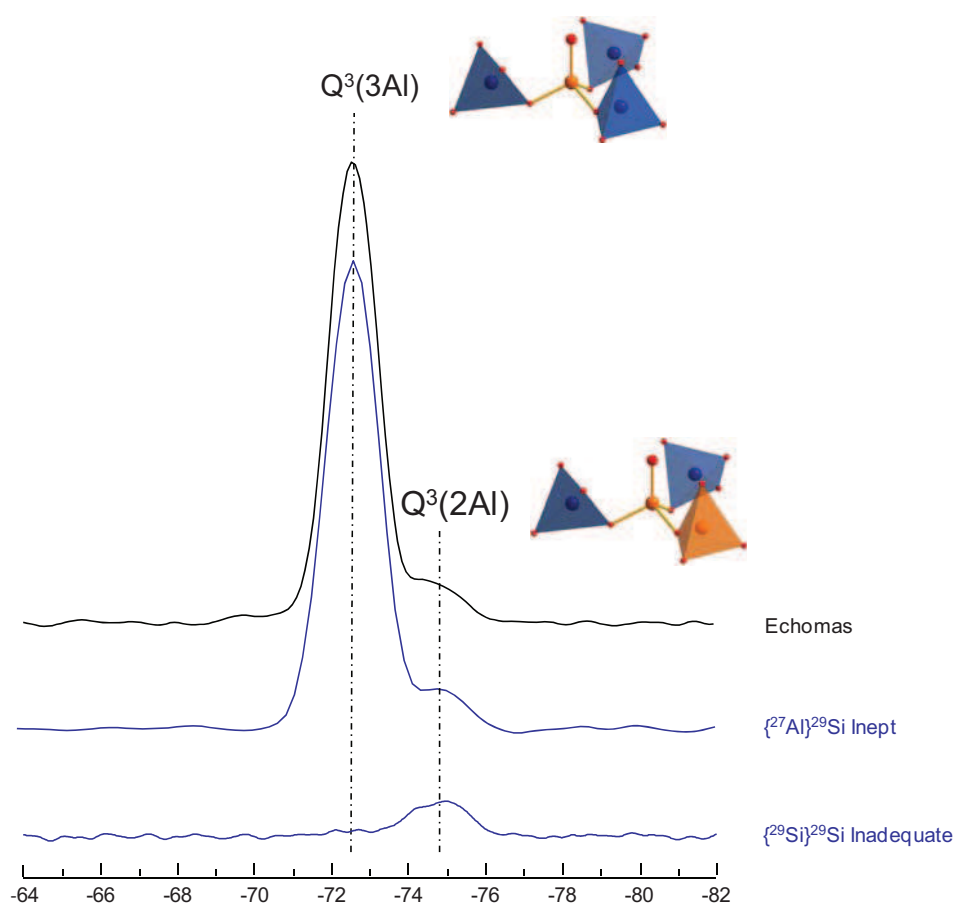 Q³(3Al)
Q³(2Al)
Echomas
{²⁷Al}²⁹Si Inept
{²⁹Si}²⁹Si Inadequate
-64 -66 -68 -70 -72 -74 -76 -78 -80 -82